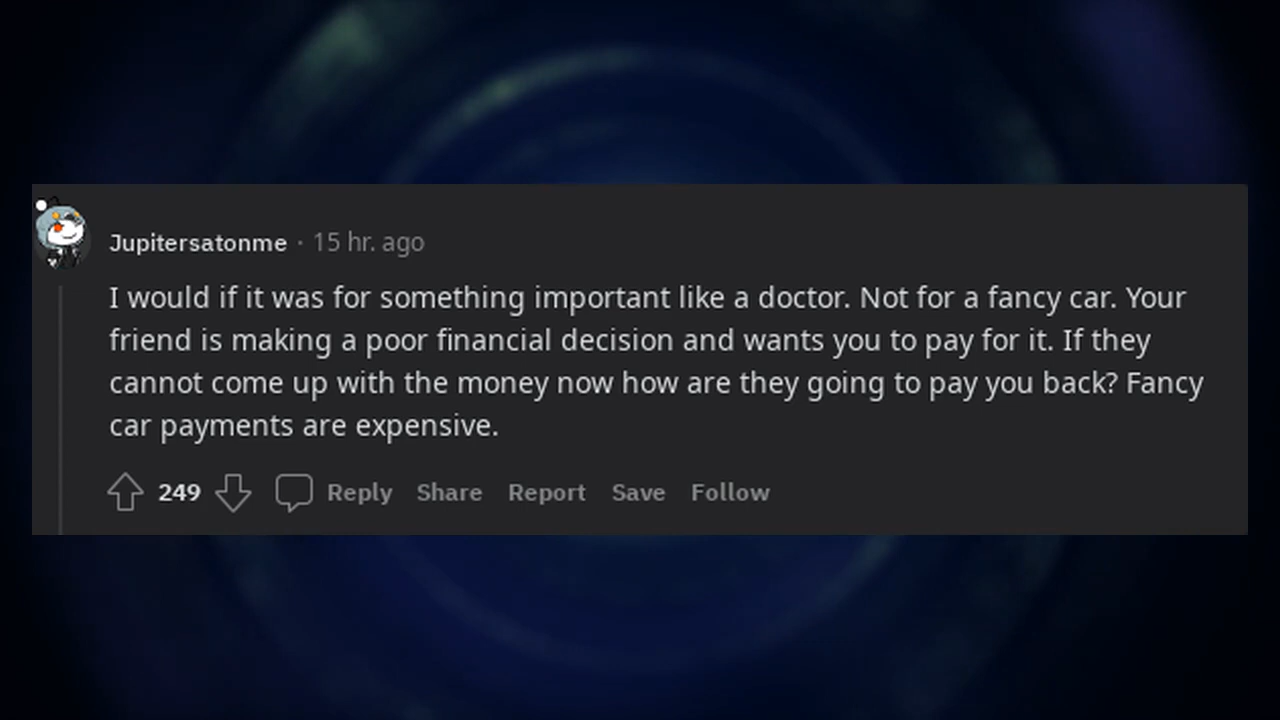 Jupitersatonme · 15 hr. ago
I would if it was for something important like a doctor. Not for a fancy car. Your
friend is making a poor financial decision and wants you to pay for it. If they
cannot come up with the money now how are they going to pay you back? Fancy
car payments are expensive.
249 Reply Share Report Save Follow